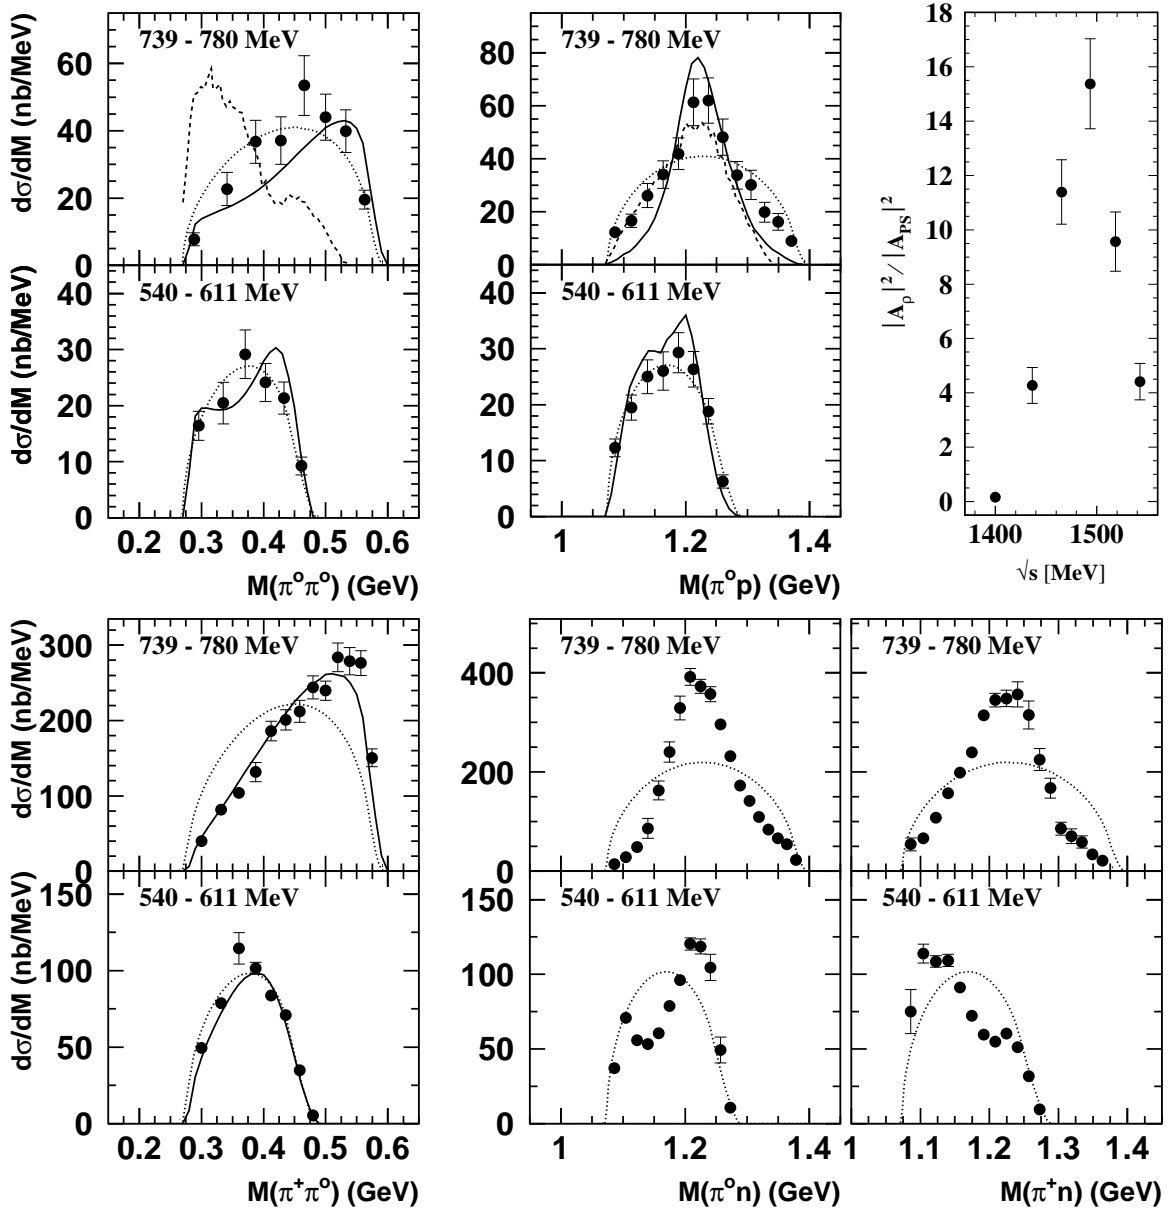 739 - 780 MeV
dσ/dM (nb/MeV)
60
40
20
0
540 - 611 MeV
dσ/dM (nb/MeV)
40
30
20
10
0
0.2 0.3 0.4 0.5 0.6
M(π°π°) (GeV)
739 - 780 MeV
80
60
40
20
0
540 - 611 MeV
40
30
20
10
0
1 1.2 1.4
M(π°p) (GeV)
18
16
14
12
10
8
6
4
2
0
|Aρ|² / |APS|²
1400 1500
√s [MeV]
739 - 780 MeV
dσ/dM (nb/MeV)
300
200
100
0
540 - 611 MeV
dσ/dM (nb/MeV)
150
100
50
0
0.2 0.3 0.4 0.5 0.6
M(π⁺π°) (GeV)
739 - 780 MeV
400
200
0
540 - 611 MeV
150
100
50
0
1 1.2 1.4
M(π°n) (GeV)
739 - 780 MeV
0
540 - 611 MeV
150
100
50
0
1 1.1 1.2 1.3 1.4
M(π⁺n) (GeV)